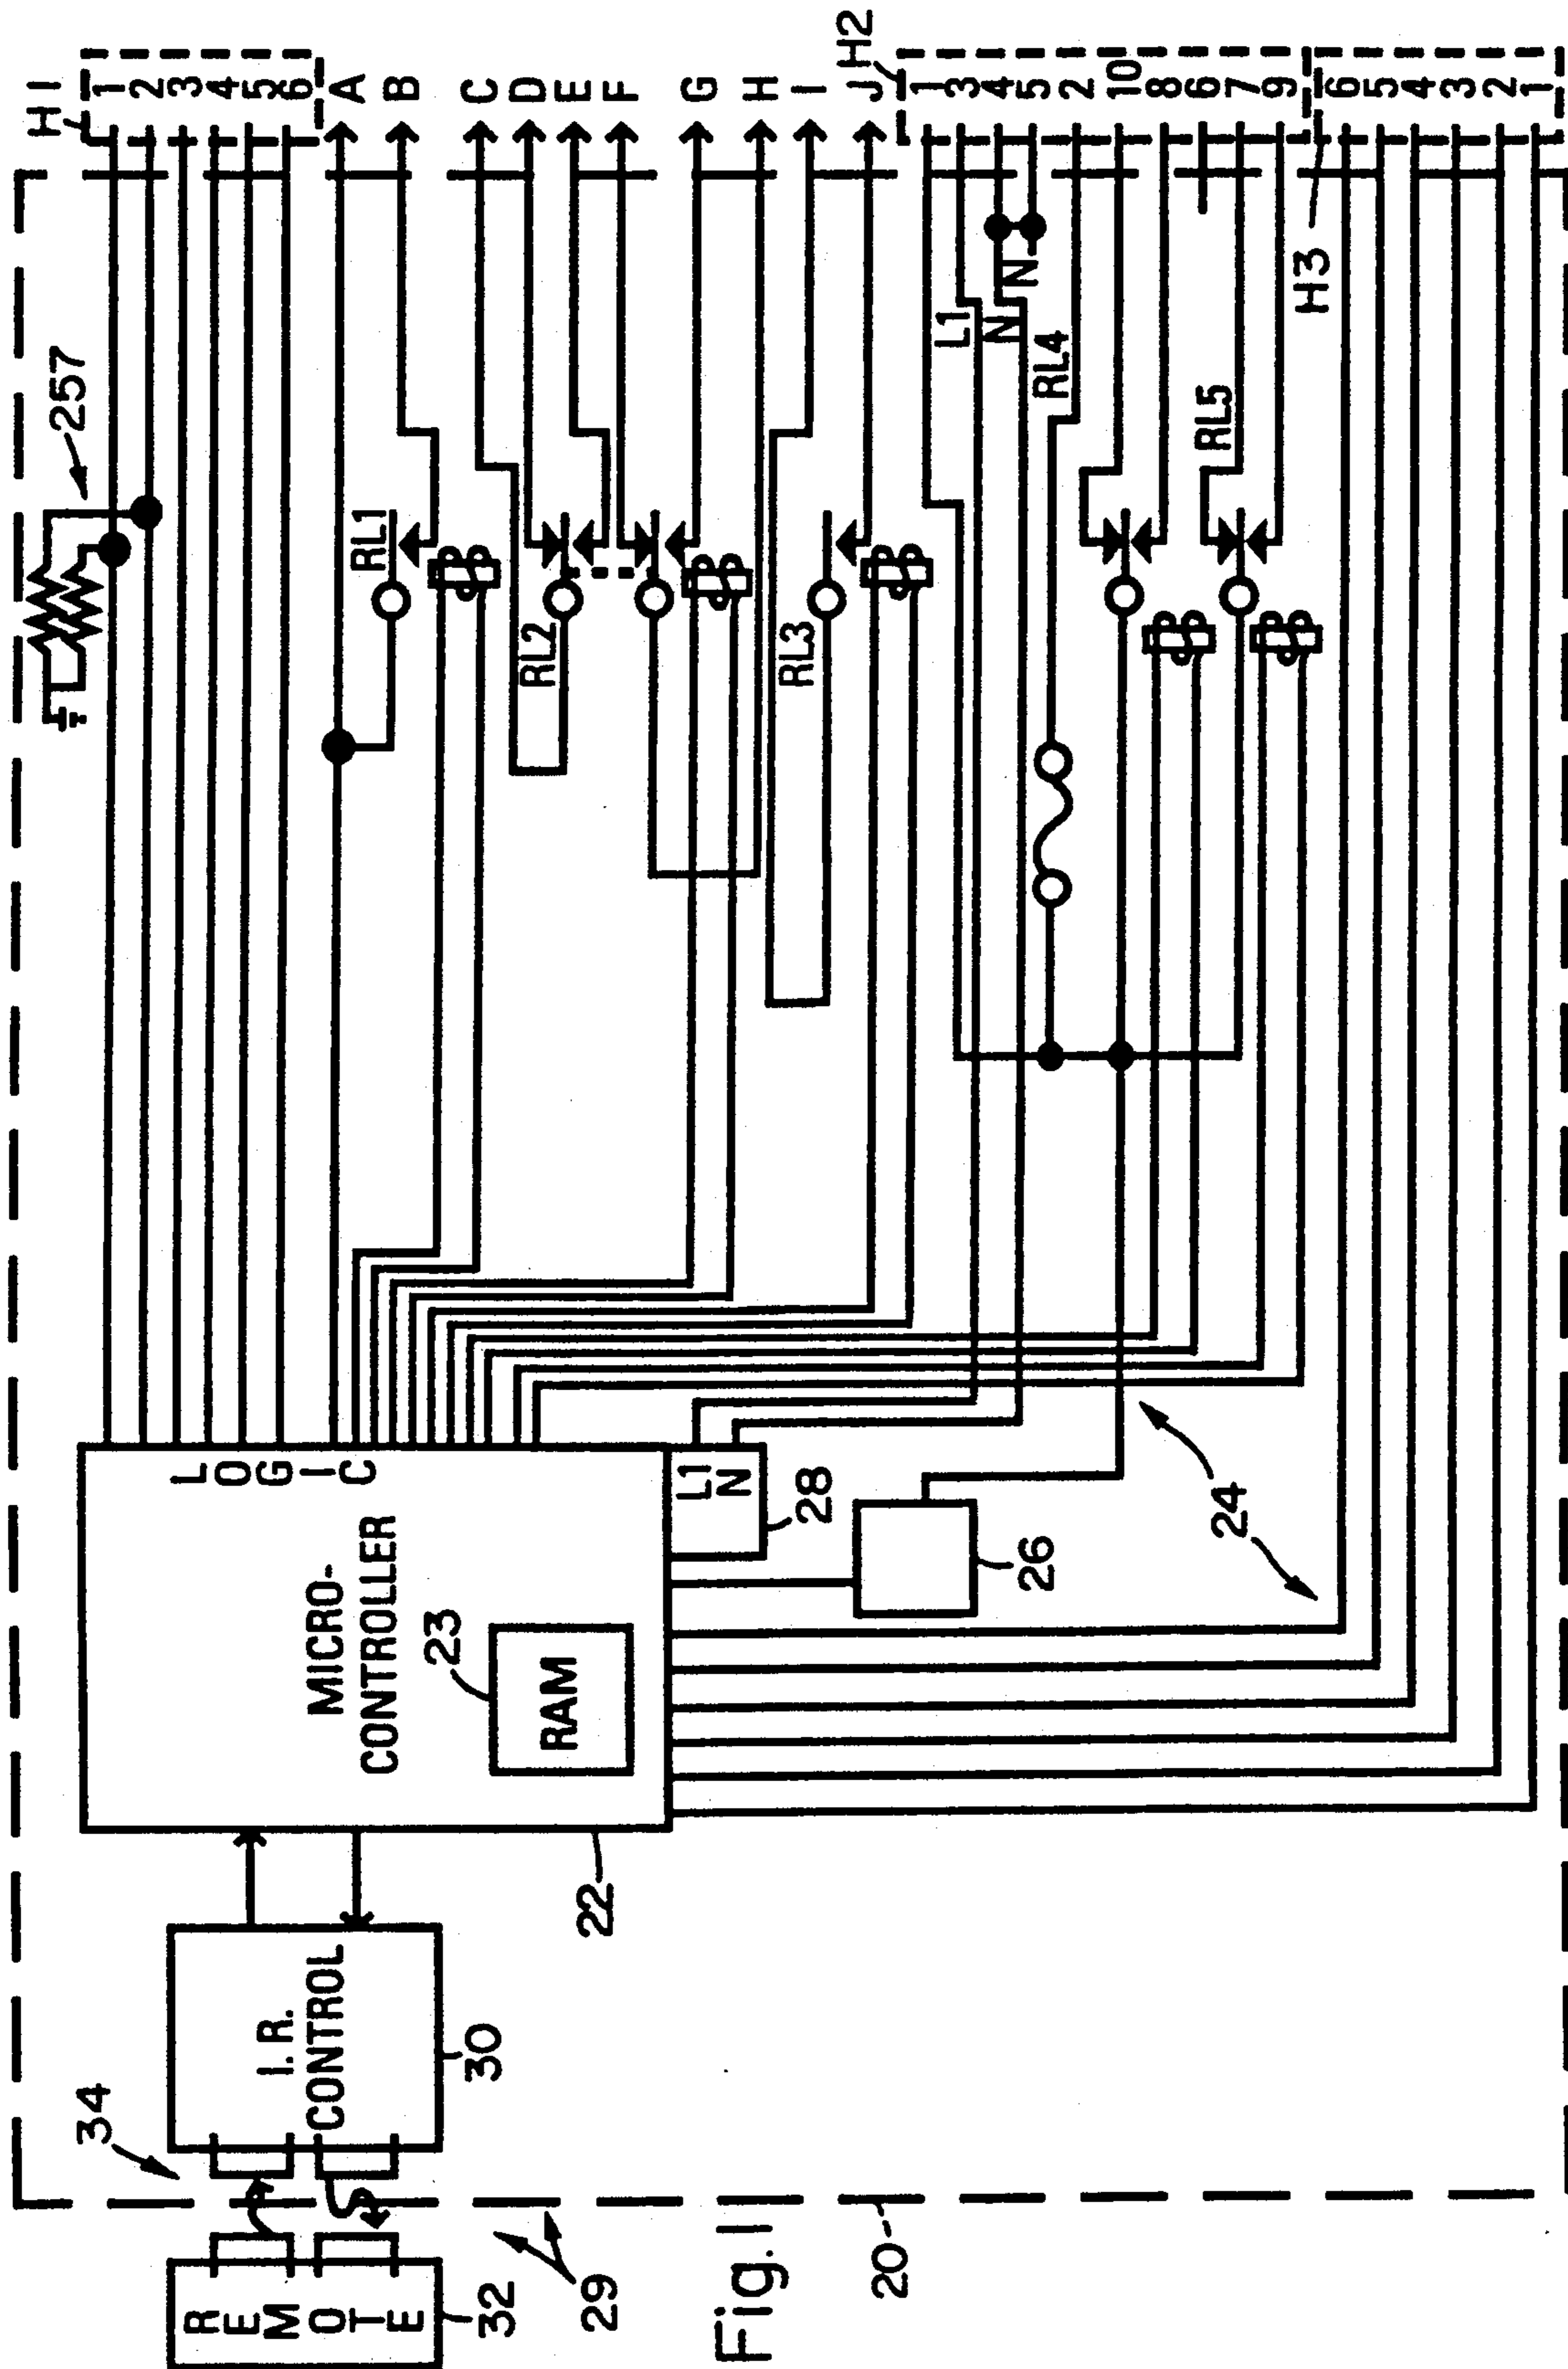 H1
1
2
3
4
5
6
A
B
C
D
E
F
G
H
I
J
H2
1
3
4
5
2
10
8
6
7
9
H3
6
5
4
3
2
1
257
RL1
RL2
RL3
L1
N
N
RL4
RL5
LOGIC
MICRO-
CONTROLLER
23
RAM
22
L1
N
28
26
24
I.R.
CONTROL
30
34
REMOTE
32
29
20
Fig.1